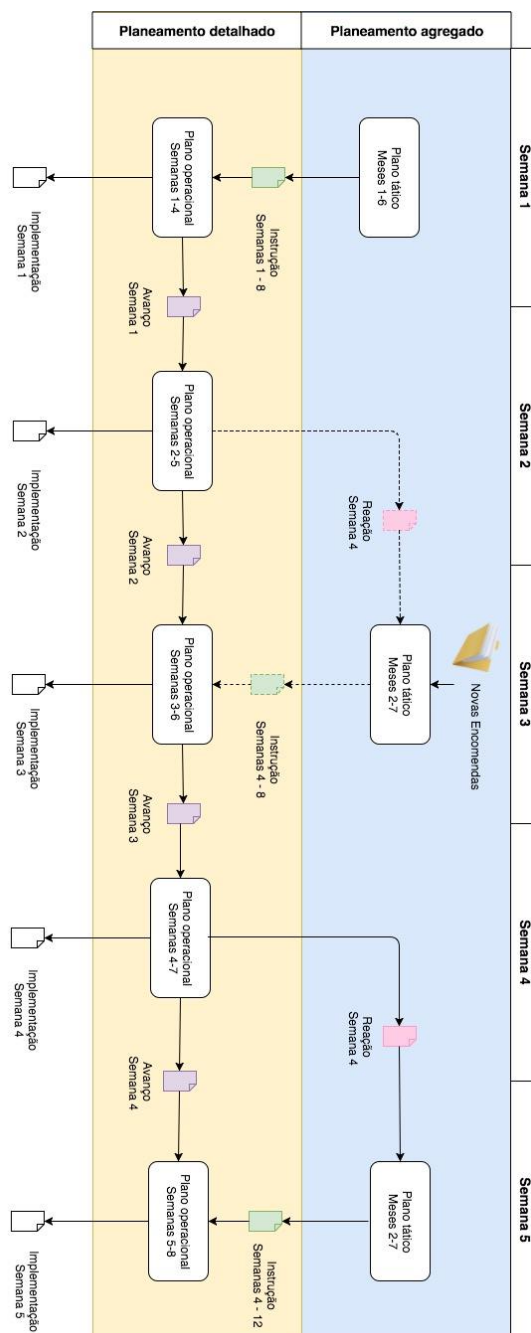 Semana 1
Semana 2
Semana 3
Semana 4
Semana 5
Planeamento agregado
Plano tático
Meses 1-6
Reação
Semana 4
Novas Encomendas
Plano tático
Meses 2-7
Reação
Semana 4
Plano tático
Meses 2-7
Instrução
Semanas 1 - 8
Instrução
Semanas 4 - 8
Instrução
Semanas 4 - 12
Planeamento detalhado
Plano operacional
Semanas 1-4
Avanço
Semana 1
Plano operacional
Semanas 2-5
Avanço
Semana 2
Plano operacional
Semanas 3-6
Avanço
Semana 3
Plano operacional
Semanas 4-7
Avanço
Semana 4
Plano operacional
Semanas 5-8
Implementação
Semana 1
Implementação
Semana 2
Implementação
Semana 3
Implementação
Semana 4
Implementação
Semana 5